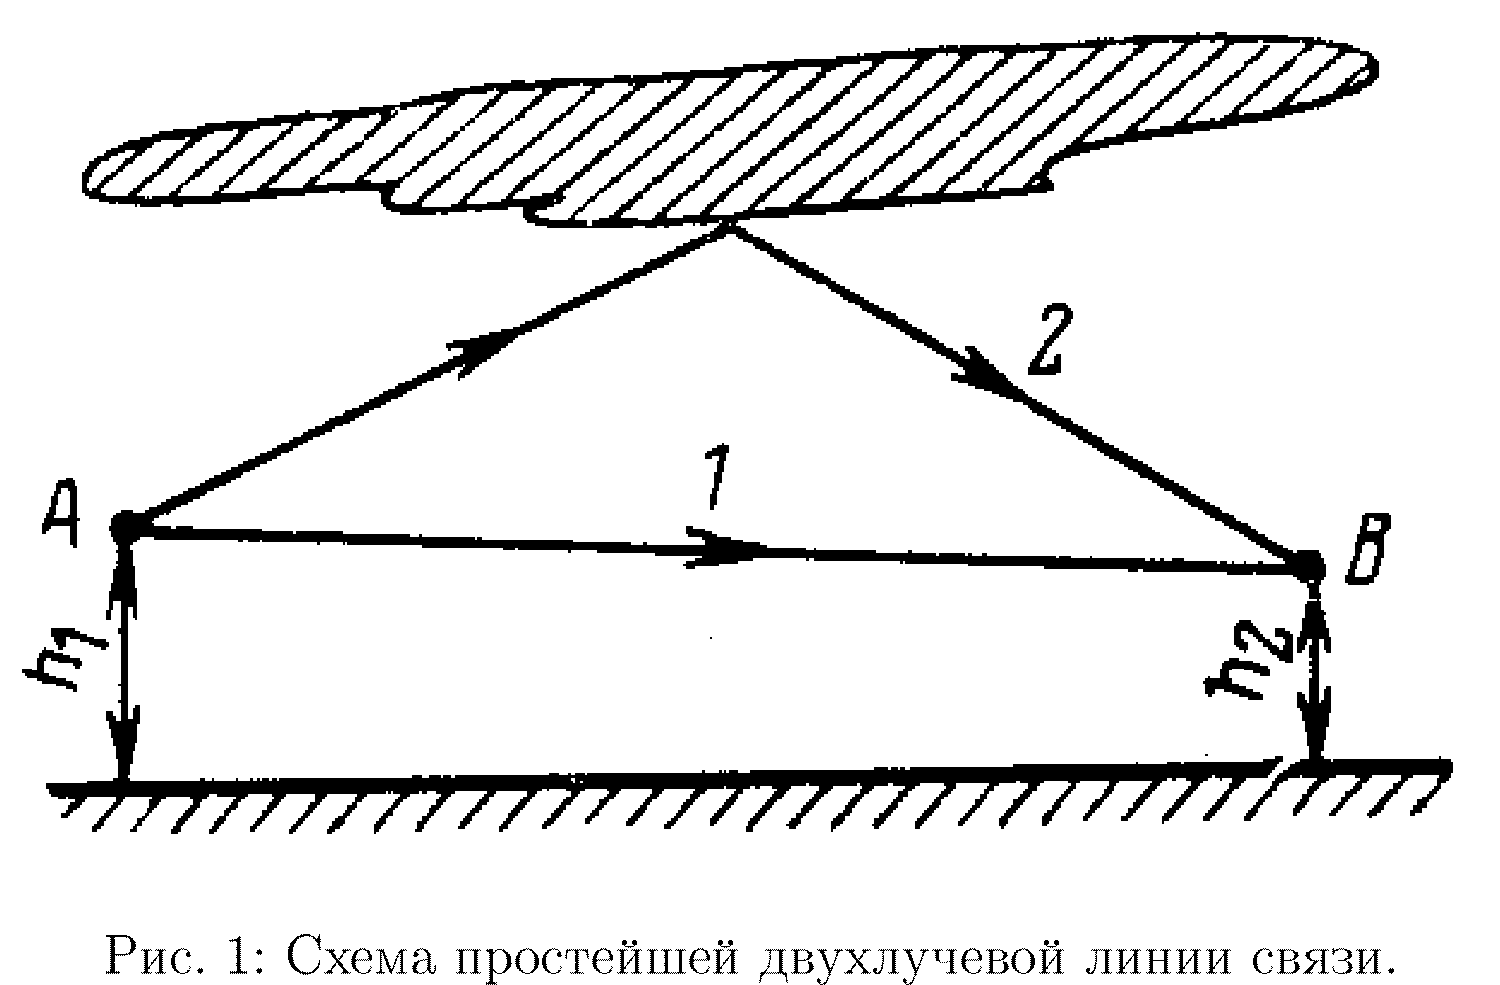 2
1
A
B
h1
h2
Рис. 1: Схема простейшей двухлучевой линии связи.